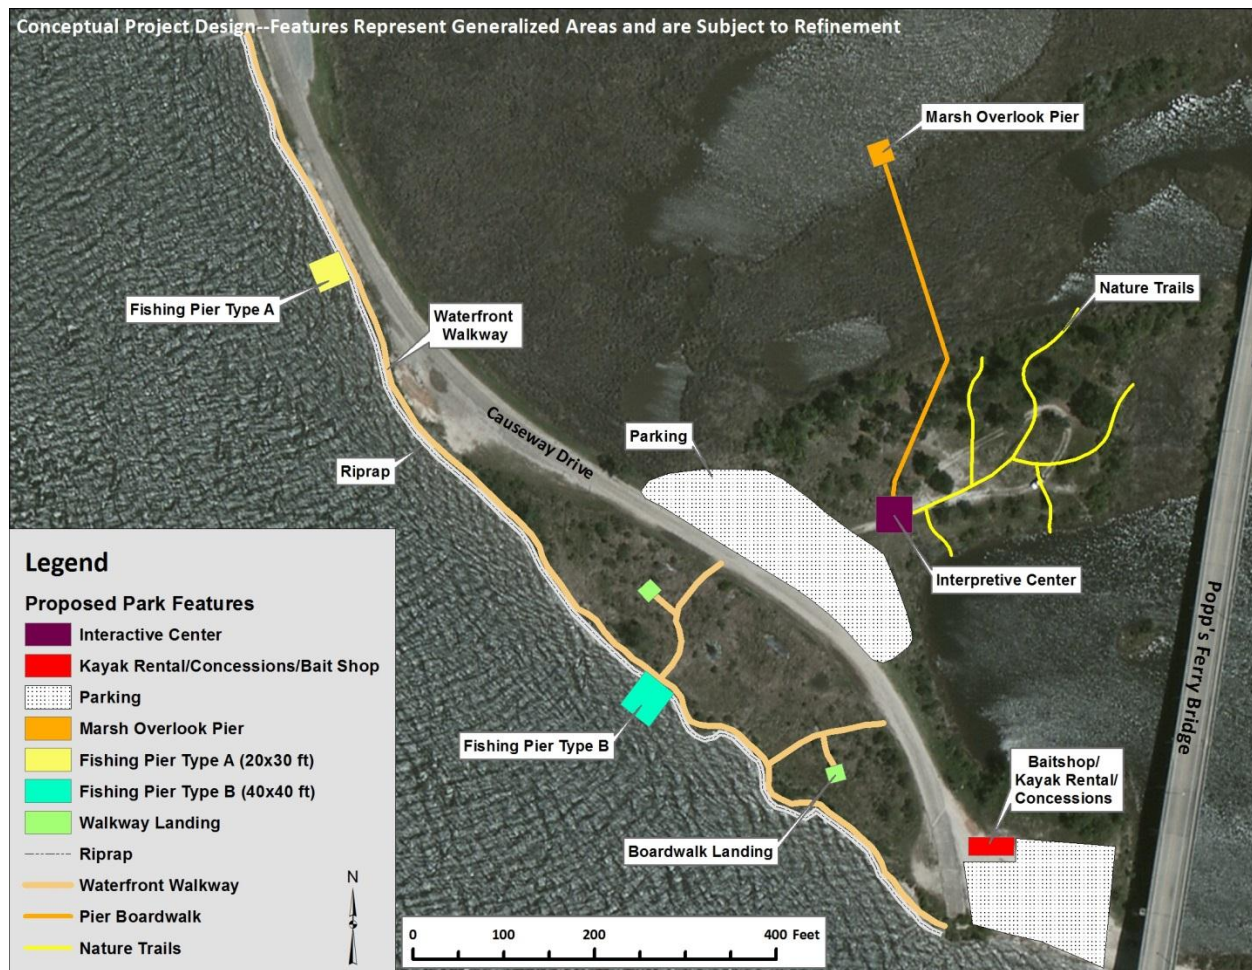 Conceptual Project Design--Features Represent Generalized Areas and are Subject to Refinement
Marsh Overlook Pier
Nature Trails
Fishing Pier Type A
Waterfront
Walkway
Causeway Drive
Parking
Riprap
Interpretive Center
Popp's Ferry Bridge
Fishing Pier Type B
Baitshop/
Kayak Rental/
Concessions
Boardwalk Landing
Legend
Proposed Park Features
Interactive Center
Kayak Rental/Concessions/Bait Shop
Parking
Marsh Overlook Pier
Fishing Pier Type A (20x30 ft)
Fishing Pier Type B (40x40 ft)
Walkway Landing
Riprap
Waterfront Walkway
Pier Boardwalk
Nature Trails
N
0 100 200 400 Feet